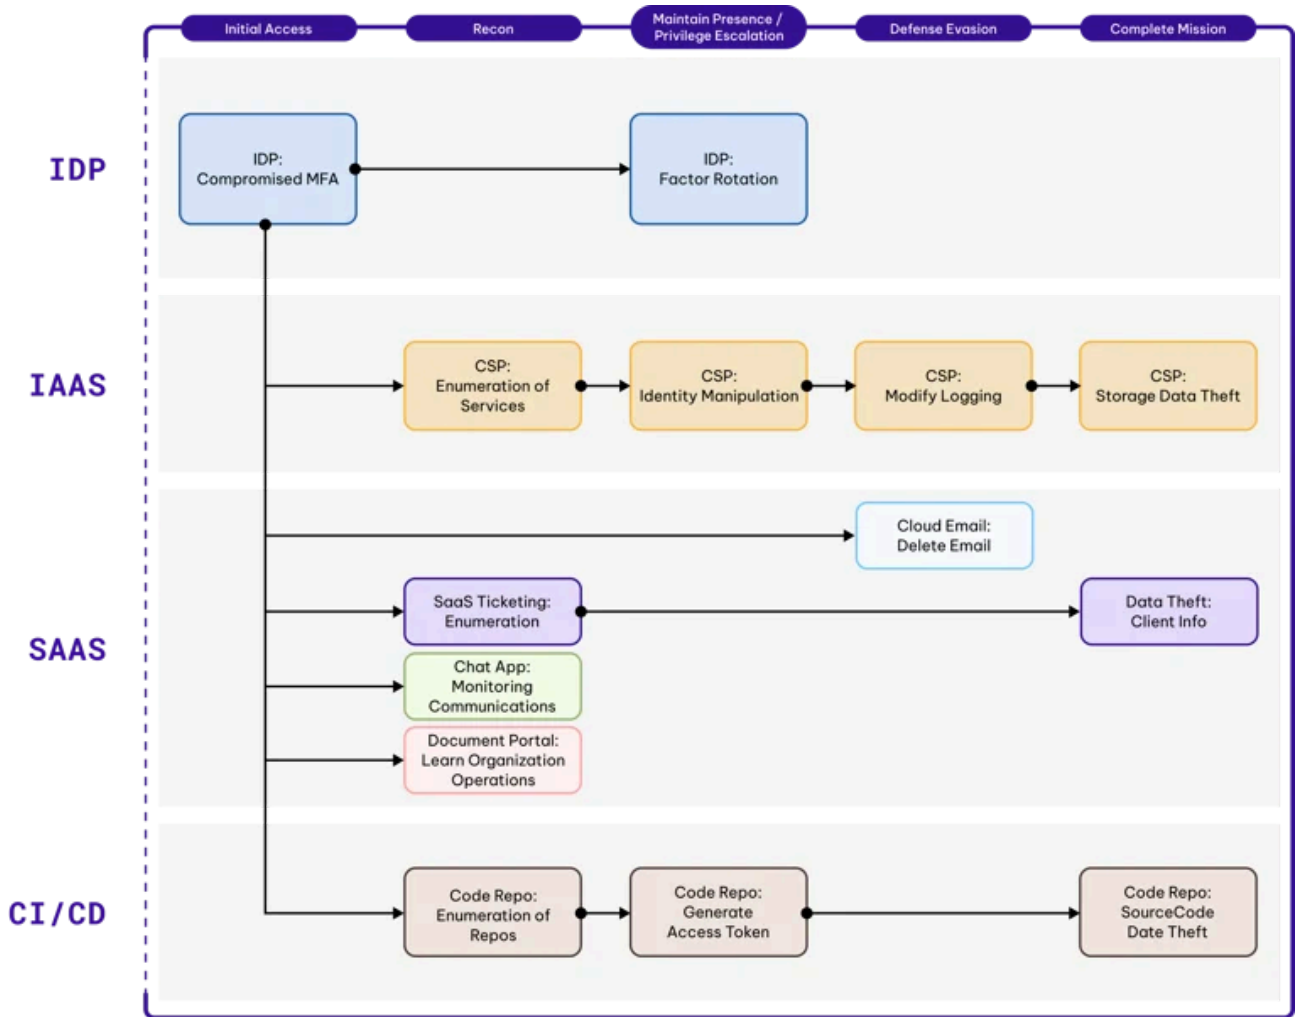 Initial Access
Recon
Maintain Presence /
Privilege Escalation
Defense Evasion
Complete Mission
IDP
IDP:
Compromised MFA
IDP:
Factor Rotation
IAAS
CSP:
Enumeration of
Services
CSP:
Identity Manipulation
CSP:
Modify Logging
CSP:
Storage Data Theft
SAAS
Cloud Email:
Delete Email
SaaS Ticketing:
Enumeration
Data Theft:
Client Info
Chat App:
Monitoring
Communications
Document Portal:
Learn Organization
Operations
CI/CD
Code Repo:
Enumeration of
Repos
Code Repo:
Generate
Access Token
Code Repo:
SourceCode
Date Theft